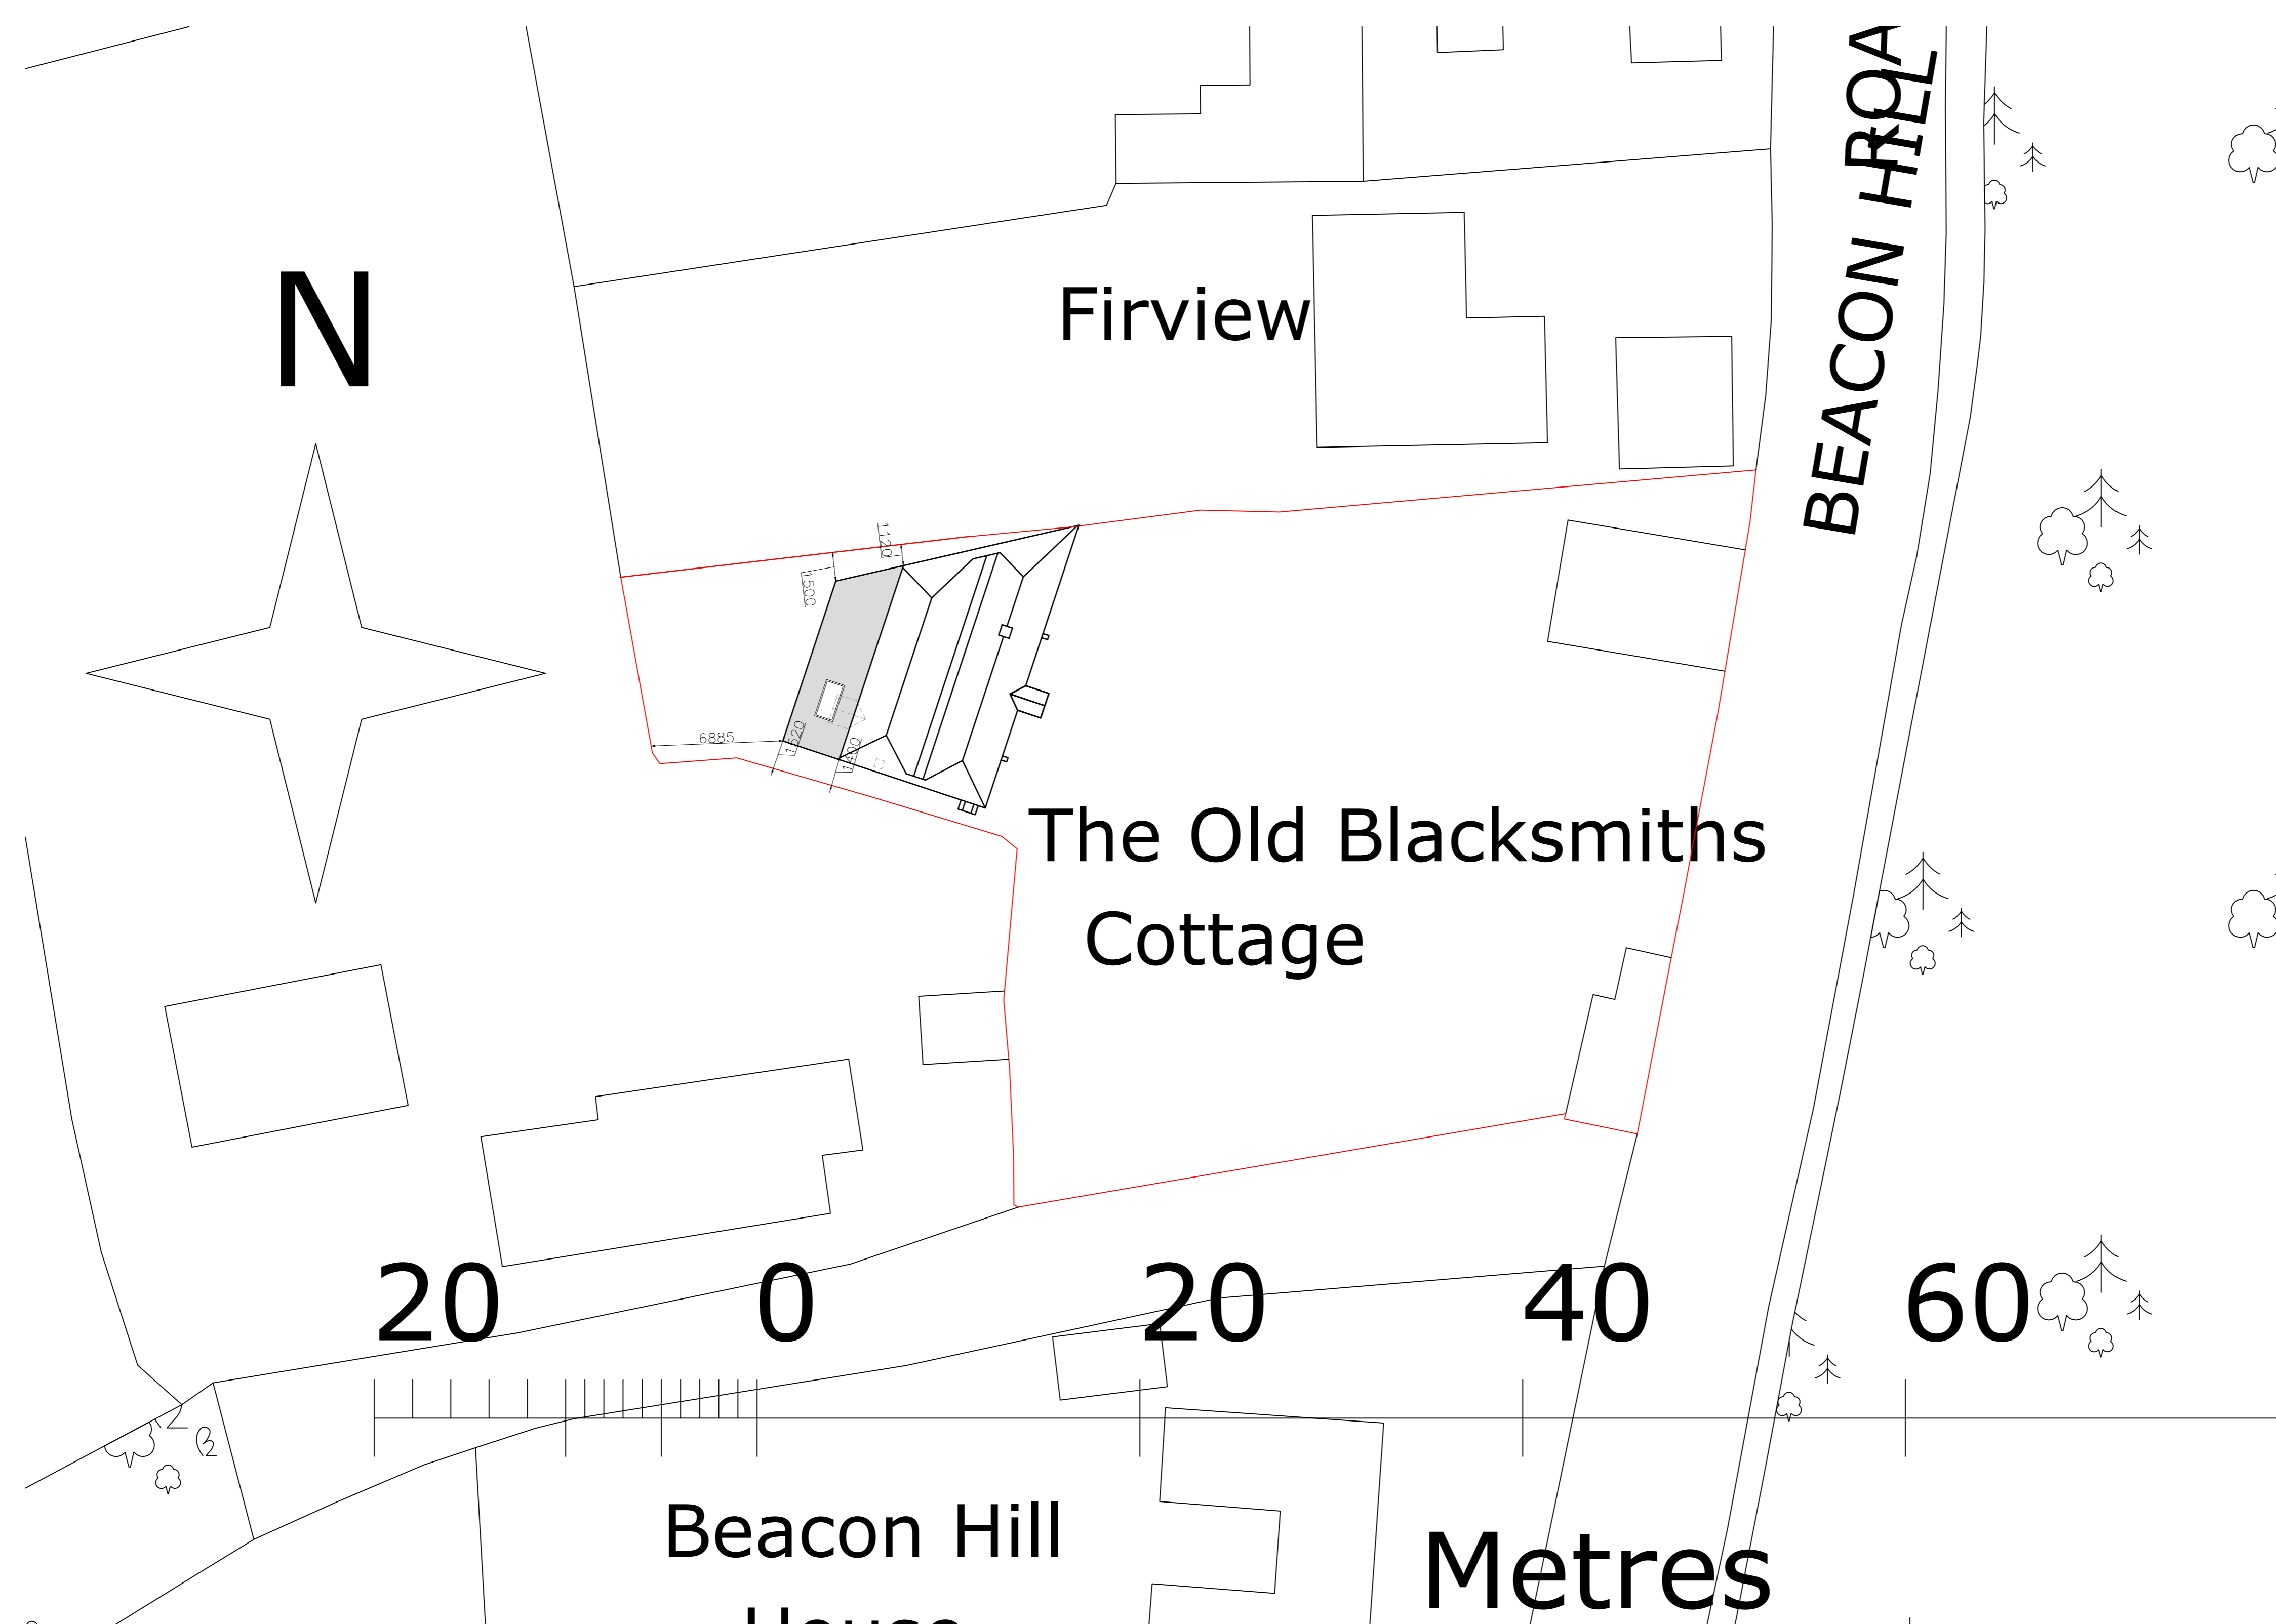 BEACON HILL
ROA
N
Firview
1120
1500
6885
1520
1400
The Old Blacksmiths
Cottage
20 0 20 40 60
Beacon Hill
House
Metres